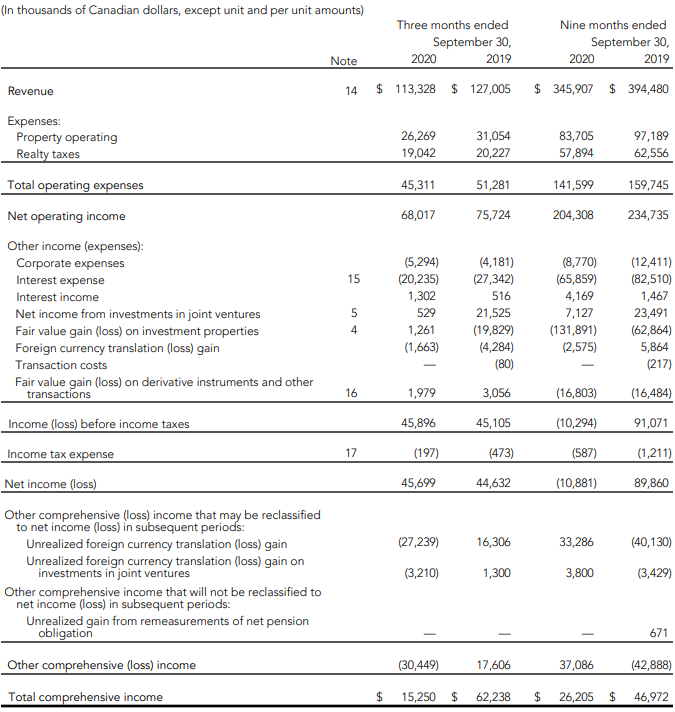 (In thousands of Canadian dollars, except unit and per unit amounts)
Three months ended Nine months ended
September 30, September 30,
Note 2020 2019 2020 2019
Revenue 14 $ 113,328 $ 127,005 $ 345,907 $ 394,480
Expenses:
Property operating 26,269 31,054 83,705 97,189
Realty taxes 19,042 20,227 57,894 62,556
Total operating expenses 45,311 51,281 141,599 159,745
Net operating income 68,017 75,724 204,308 234,735
Other income (expenses):
Corporate expenses (5,294) (4,181) (8,770) (12,411)
Interest expense 15 (20,235) (27,342) (65,859) (82,510)
Interest income 1,302 516 4,169 1,467
Net income from investments in joint ventures 5 529 21,525 7,127 23,491
Fair value gain (loss) on investment properties 4 1,261 (19,829) (131,891) (62,864)
Foreign currency translation (loss) gain (1,663) (4,284) (2,575) 5,864
Transaction costs — (80) — (217)
Fair value gain (loss) on derivative instruments and other
transactions 16 1,979 3,056 (16,803) (16,484)
Income (loss) before income taxes 45,896 45,105 (10,294) 91,071
Income tax expense 17 (197) (473) (587) (1,211)
Net income (loss) 45,699 44,632 (10,881) 89,860
Other comprehensive (loss) income that may be reclassified
to net income (loss) in subsequent periods:
Unrealized foreign currency translation (loss) gain (27,239) 16,306 33,286 (40,130)
Unrealized foreign currency translation (loss) gain on
investments in joint ventures (3,210) 1,300 3,800 (3,429)
Other comprehensive income that will not be reclassified to
net income (loss) in subsequent periods:
Unrealized gain from remeasurements of net pension
obligation — — — 671
Other comprehensive (loss) income (30,449) 17,606 37,086 (42,888)
Total comprehensive income $ 15,250 $ 62,238 $ 26,205 $ 46,972